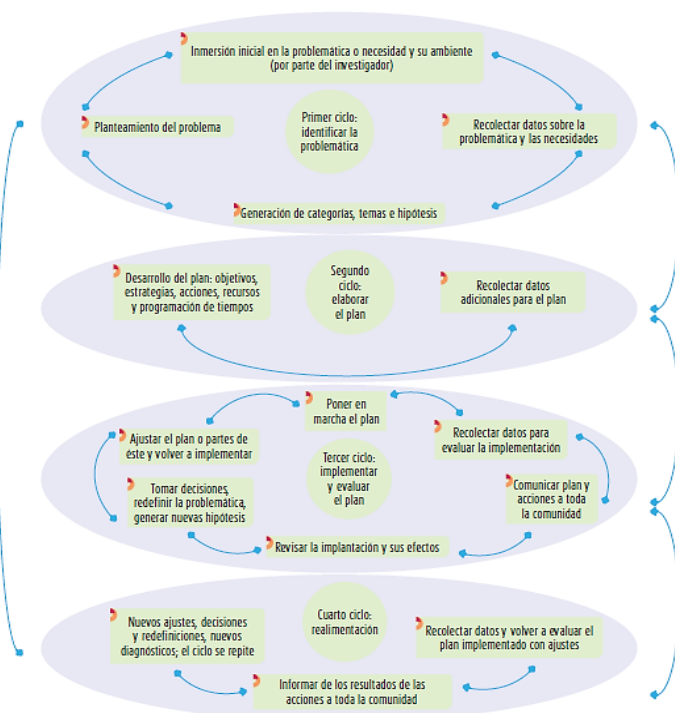 Inmersión inicial en la problemática o necesidad y su ambiente
(por parte del investigador)
Planteamiento del problema
Primer ciclo:
identificar la
problemática
Recolectar datos sobre la
problemática y las necesidades
Generación de categorías, temas e hipótesis
Desarrollo del plan: objetivos,
estrategias, acciones, recursos
y programación de tiempos
Segundo
ciclo:
elaborar
el plan
Recolectar datos
adicionales para el plan
Poner en
marcha el plan
Ajustar el plan o partes de
éste y volver a implementar
Recolectar datos para
evaluar la implementación
Tercer ciclo:
implementar
y evaluar
el plan
Tomar decisiones,
redefinir la problemática,
generar nuevas hipótesis
Comunicar plan y
acciones a toda
la comunidad
Revisar la implantación y sus efectos
Nuevos ajustes, decisiones
y redefiniciones, nuevos
diagnósticos; el ciclo se repite
Cuarto ciclo:
realimentación
Recolectar datos y volver a evaluar el
plan implementado con ajustes
Informar de los resultados de las
acciones a toda la comunidad